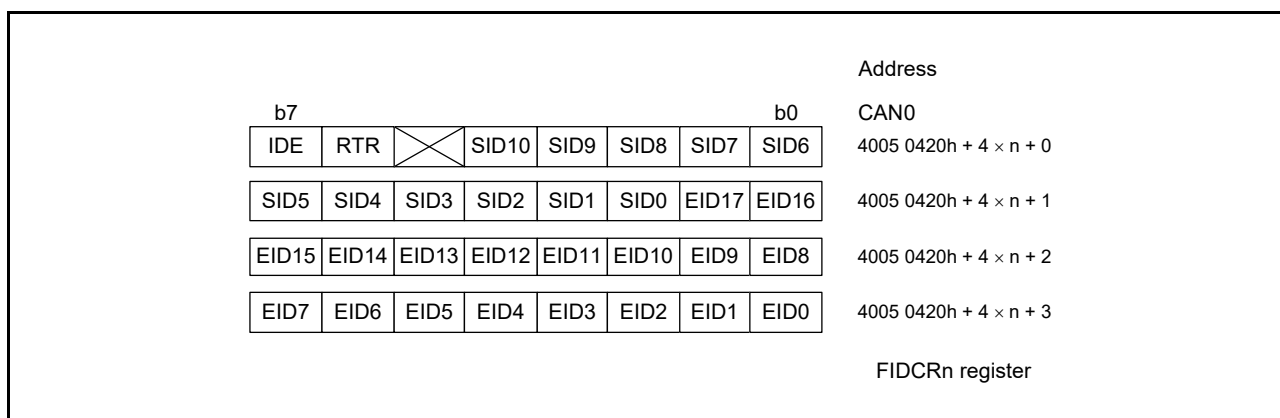 Address
b7 b0 CAN0
IDE RTR SID10 SID9 SID8 SID7 SID6 4005 0420h + 4 × n + 0
SID5 SID4 SID3 SID2 SID1 SID0 EID17 EID16 4005 0420h + 4 × n + 1
EID15 EID14 EID13 EID12 EID11 EID10 EID9 EID8 4005 0420h + 4 × n + 2
EID7 EID6 EID5 EID4 EID3 EID2 EID1 EID0 4005 0420h + 4 × n + 3
FIDCRn register